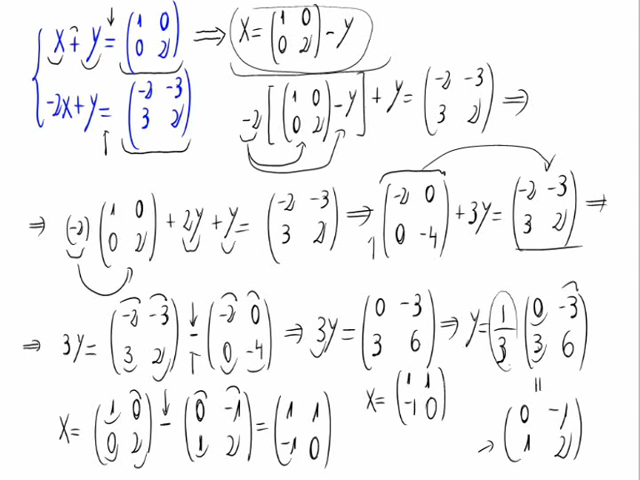 X + Y = (1 0; 0 2) ⇒ X = (1 0; 0 2) - Y
-2X + Y = (-2 -3; 3 2) -2[(1 0; 0 2) - Y] + Y = (-2 -3; 3 2) ⇒
⇒ (-2)(1 0; 0 2) + 2Y + Y = (-2 -3; 3 2) ⇒ (-2 0; 0 -4) + 3Y = (-2 -3; 3 2) ⇒
⇒ 3Y = (-2 -3; 3 2) - (-2 0; 0 -4) ⇒ 3Y = (0 -3; 3 6) ⇒ Y = 1/3 (0 -3; 3 6)
X = (1 0; 0 2) - (0 -1; 1 2) = (1 1; -1 0) X = (1 1; -1 0) = → (0 -1; 1 2)